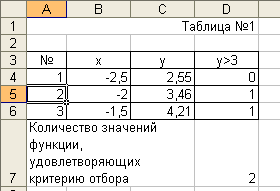 A B C D
1 Таблица №1
2
3 № x y y>3
4 1 -2,5 2,55 0
5 2 -2 3,46 1
6 3 -1,5 4,21 1
Количество значений
функции,
удовлетворяющих
7 критерию отбора 2